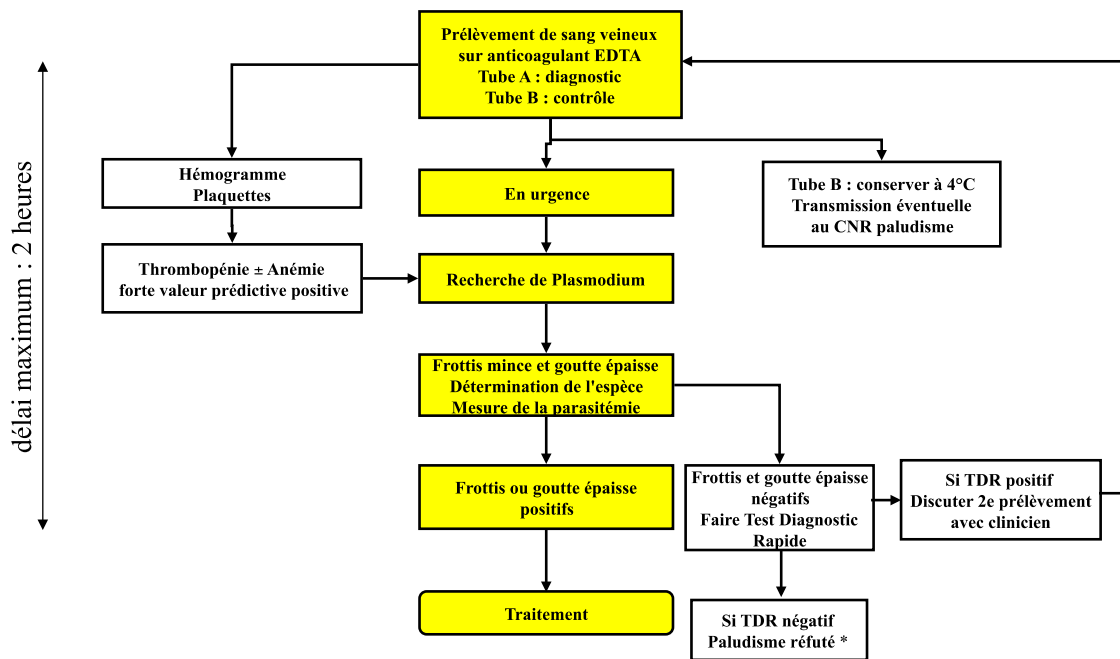 Prélèvement de sang veineux
sur anticoagulant EDTA
Tube A : diagnostic
Tube B : contrôle
délai maximum : 2 heures
Hémogramme
Plaquettes
En urgence
Tube B : conserver à 4°C
Transmission éventuelle
au CNR paludisme
Thrombopénie ± Anémie
forte valeur prédictive positive
Recherche de Plasmodium
Frottis mince et goutte épaisse
Détermination de l'espèce
Mesure de la parasitémie
Frottis ou goutte épaisse
positifs
Frottis et goutte épaisse
négatifs
Faire Test Diagnostic
Rapide
Si TDR positif
Discuter 2e prélèvement
avec clinicien
Traitement
Si TDR négatif
Paludisme réfuté *